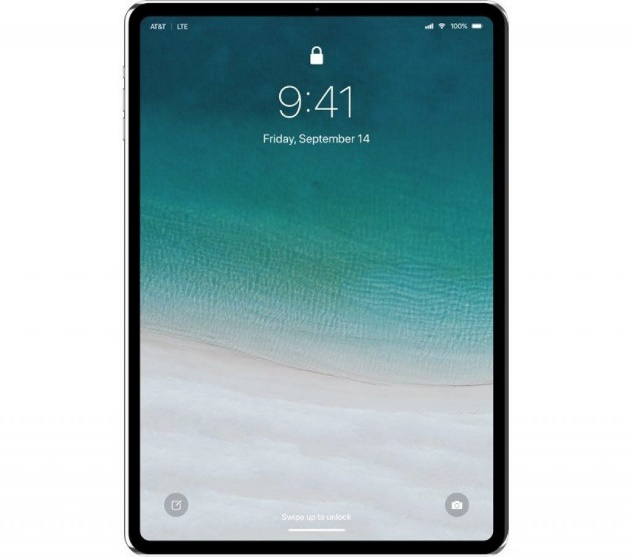 AT&T | LTE 100%
9:41
Friday, September 14
Swipe up to unlock